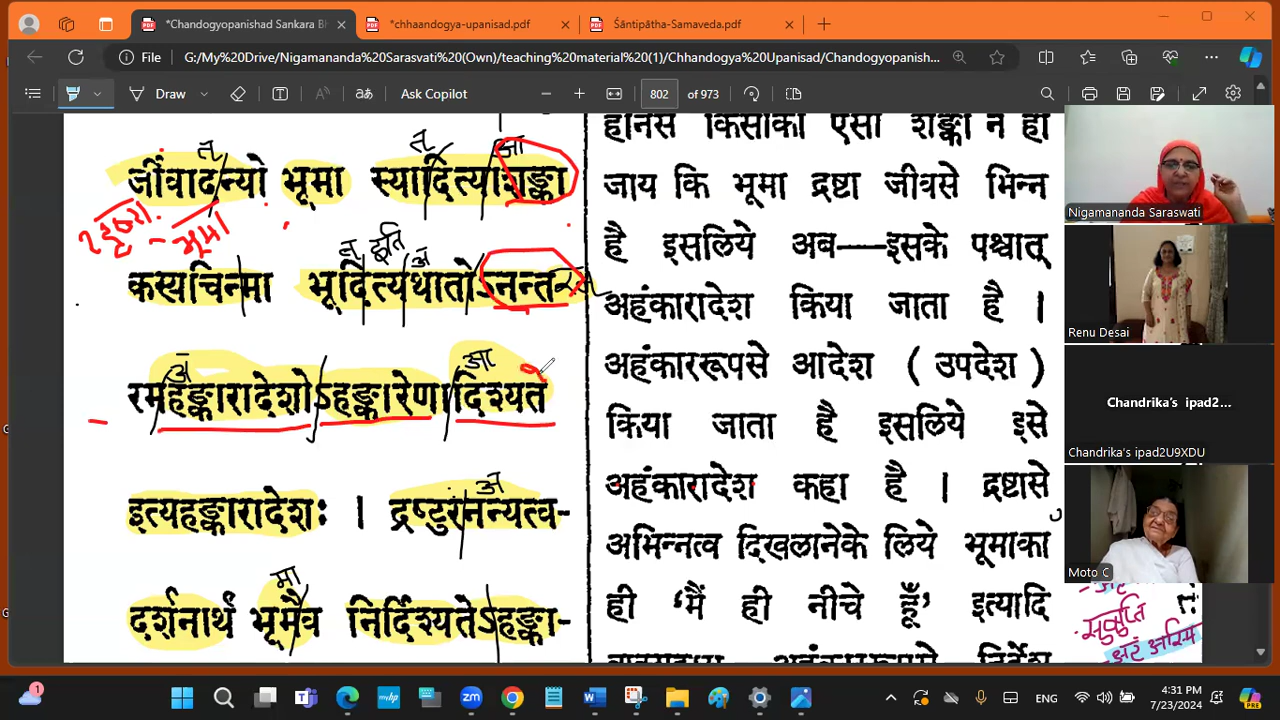 *Chandogyopanishad Sankara Bh
*chhaandogya-upanisad.pdf
Śāntipātha-Samaveda.pdf
File
G:/My%20Drive/Nigamananda%20Sarasvati%20(Own)/teaching%20material%20(1)/Chhandogya%20Upanisad/Chandogyopanish...
Draw
Ask Copilot
802 of 973
त् त् आ
जींवादन्यो भूमा स्यादित्याशङ्का
द्रष्टा - भूमा
त् इति अ
कस्यचिन्मा भूदित्यथातोऽनन्त-
अ आ
रमहङ्कारादेशोऽहङ्कारेणादिश्यत
अ
इत्यहङ्कारादेशः । द्रष्टुरनन्यत्व-
मा
दर्शनार्थं भूमैव निर्दिश्यतेऽहङ्का-
होनेसे किसीको ऐसी शङ्का न हो
जाय कि भूमा द्रष्टा जीवसे भिन्न
है इसलिये अब—इसके पश्चात्
अहंकारादेश किया जाता है ।
अहंकाररूपसे आदेश ( उपदेश )
किया जाता है इसलिये इसे
अहंकारादेश कहा है । द्रष्टासे
अभिन्नत्व दिखलानेके लिये भूमाका
ही ‘मैं ही नीचे हूँ’ इत्यादि
सुषुप्ति
Nigamananda Saraswati
Renu Desai
Chandrika's ipad2...
Chandrika's ipad2U9XDU
Moto C
1
ENG
4:31 PM
7/23/2024